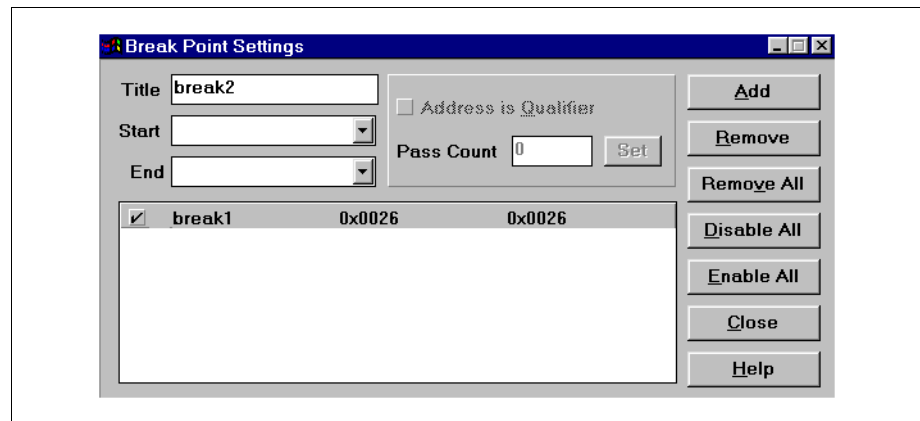 Break Point Settings
Title break2
Start
End
Address is Qualifier
Pass Count 0 Set
break1 0x0026 0x0026
Add
Remove
Remove All
Disable All
Enable All
Close
Help